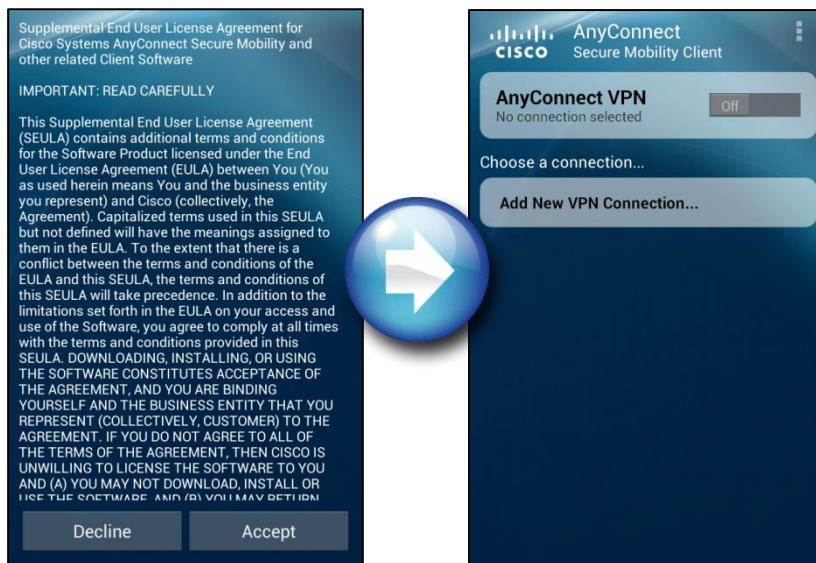 Supplemental End User License Agreement for
Cisco Systems AnyConnect Secure Mobility and
other related Client Software
IMPORTANT: READ CAREFULLY
This Supplemental End User License Agreement
(SEULA) contains additional terms and conditions
for the Software Product licensed under the End
User License Agreement (EULA) between You (You
as used herein means You and the business entity
you represent) and Cisco (collectively, the
Agreement). Capitalized terms used in this SEULA
but not defined will have the meanings assigned to
them in the EULA. To the extent that there is a
conflict between the terms and conditions of the
EULA and this SEULA, the terms and conditions of
this SEULA will take precedence. In addition to the
limitations set forth in the EULA on your access and
use of the Software, you agree to comply at all times
with the terms and conditions provided in this
SEULA. DOWNLOADING, INSTALLING, OR USING
THE SOFTWARE CONSTITUTES ACCEPTANCE OF
THE AGREEMENT, AND YOU ARE BINDING
YOURSELF AND THE BUSINESS ENTITY THAT YOU
REPRESENT (COLLECTIVELY, CUSTOMER) TO THE
AGREEMENT. IF YOU DO NOT AGREE TO ALL OF
THE TERMS OF THE AGREEMENT, THEN CISCO IS
UNWILLING TO LICENSE THE SOFTWARE TO YOU
AND (A) YOU MAY NOT DOWNLOAD, INSTALL OR
USE THE SOFTWARE, AND (B) YOU MAY RETURN
Decline
Accept
CISCO
AnyConnect
Secure Mobility Client
AnyConnect VPN
No connection selected
Off
Choose a connection...
Add New VPN Connection...